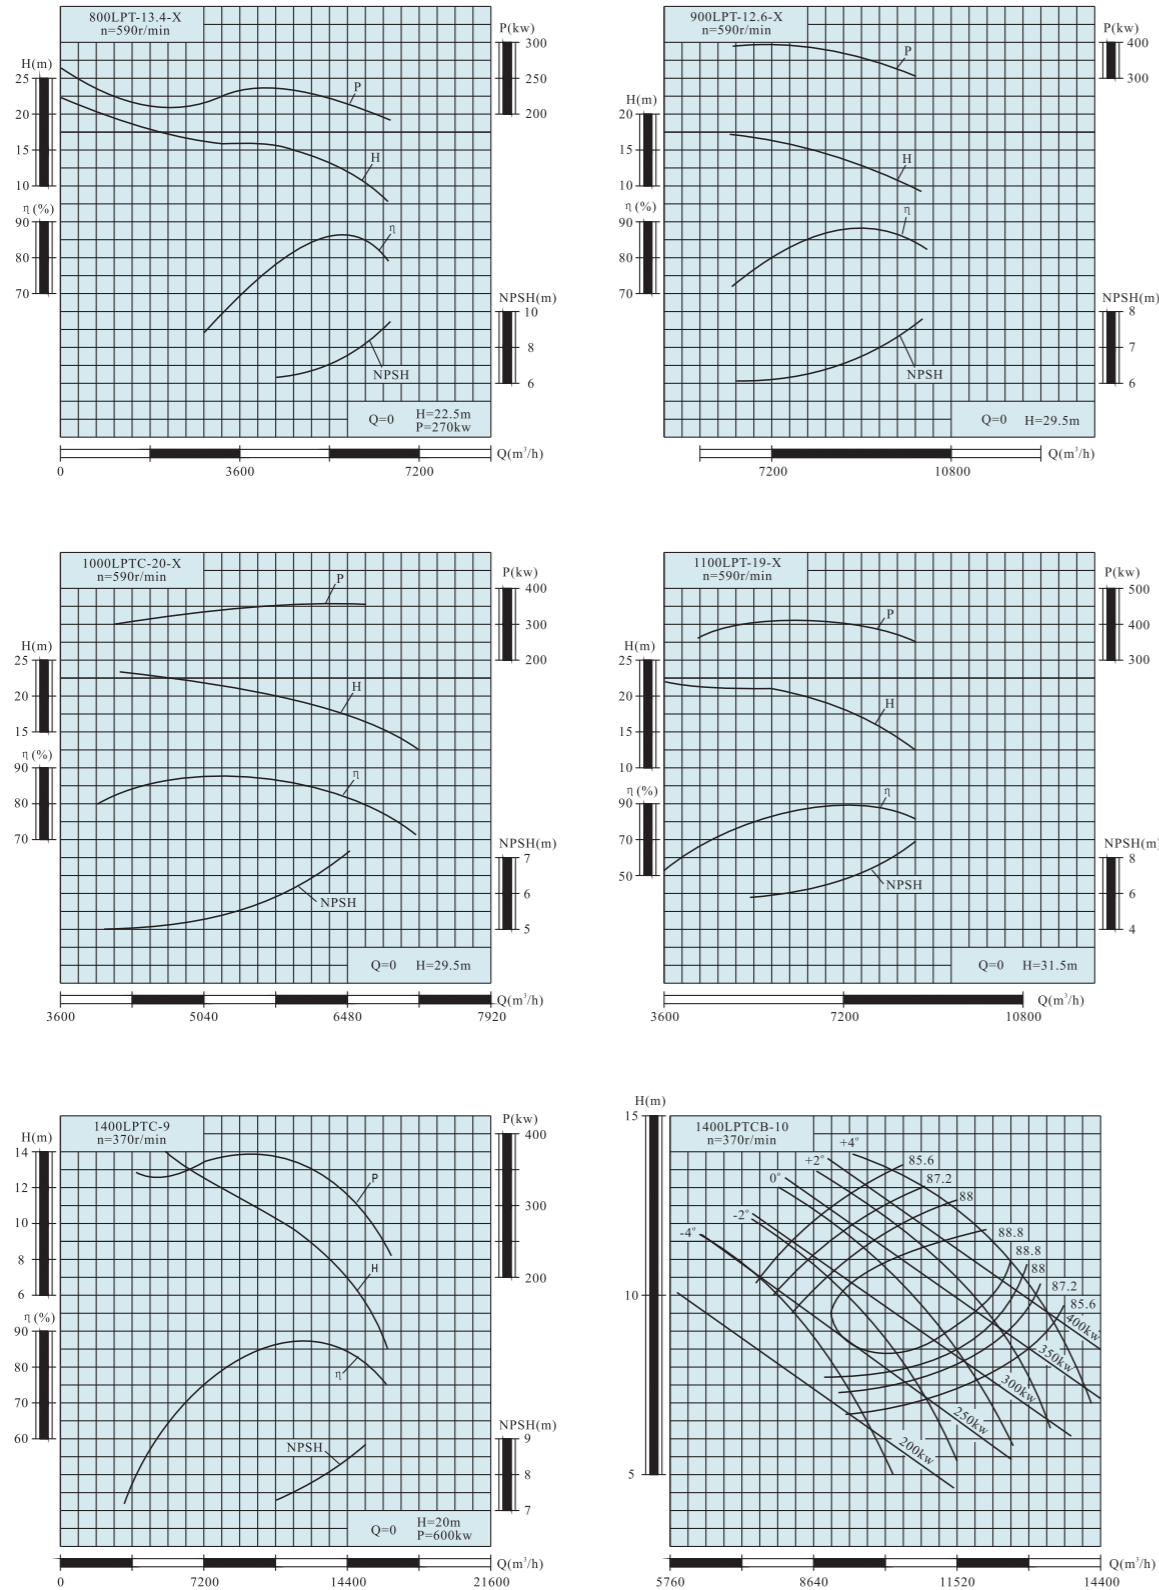 800LPT-13.4-X
n=590r/min
P(kw)
300
250
200
H(m)
25
20
15
10
P
H
η(%)
90
80
70
η
NPSH(m)
10
8
6
NPSH
Q=0 H=22.5m
P=270kw
0 3600 7200 Q(m³/h)
900LPT-12.6-X
n=590r/min
P(kw)
400
300
H(m)
20
15
10
P
H
η(%)
90
80
70
η
NPSH(m)
8
7
6
NPSH
Q=0 H=29.5m
7200 10800 Q(m³/h)
1000LPTC-20-X
n=590r/min
P(kw)
400
300
200
H(m)
25
20
15
P
H
η(%)
90
80
70
η
NPSH(m)
7
6
5
NPSH
Q=0 H=29.5m
Q(m³/h)
3600 5040 6480 7920
1100LPT-19-X
n=590r/min
P(kw)
500
400
300
H(m)
25
20
15
10
P
H
η(%)
90
70
50
η
NPSH(m)
8
6
4
NPSH
Q=0 H=31.5m
Q(m³/h)
3600 7200 10800
1400LPTC-9
n=370r/min
P(kw)
400
300
200
H(m)
14
12
10
8
6
P
H
η(%)
90
80
70
60
η
NPSH(m)
9
8
7
NPSH
Q=0 H=20m
P=600kw
Q(m³/h)
0 7200 14400 21600
H(m)
15
10
5
1400LPTCB-10
n=370r/min
+4°
+2°
0°
-2°
-4°
85.6
87.2
88
88.8
88.8
88
87.2
85.6
400kw
350kw
300kw
250kw
200kw
Q(m³/h)
5760 8640 11520 14400